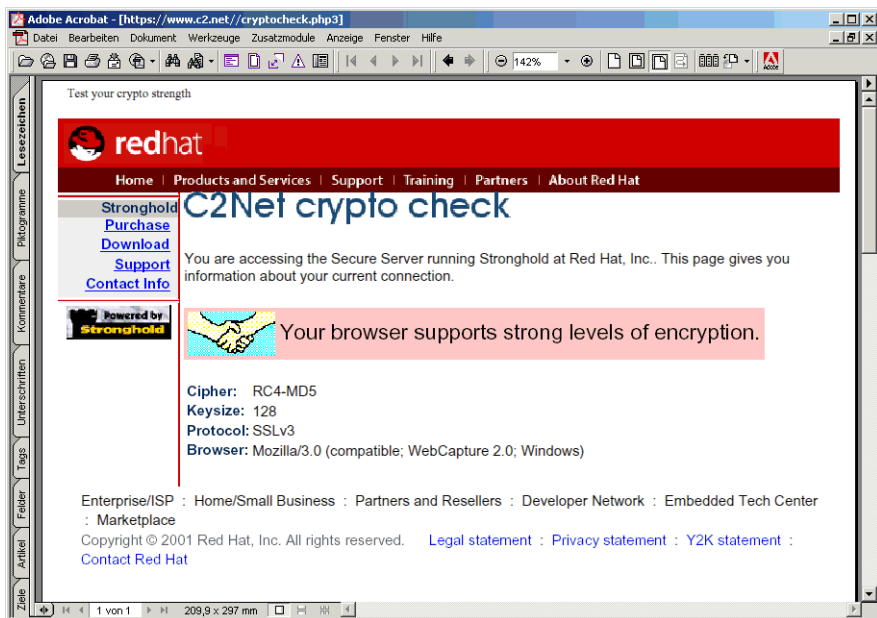 Adobe Acrobat - [https://www.c2.net//cryptocheck.php3]
Datei Bearbeiten Dokument Werkzeuge Zusatzmodule Anzeige Fenster Hilfe
142%
Adobe
Lesezeichen
Piktogramme
Kommentare
Unterschriften
Tags
Felder
Artikel
Ziele
Test your crypto strength
redhat
Home | Products and Services | Support | Training | Partners | About Red Hat
Stronghold
Purchase
Download
Support
Contact Info
Powered by
Stronghold
C2Net crypto check
You are accessing the Secure Server running Stronghold at Red Hat, Inc.. This page gives you
information about your current connection.
Your browser supports strong levels of encryption.
Cipher: RC4-MD5
Keysize: 128
Protocol: SSLv3
Browser: Mozilla/3.0 (compatible; WebCapture 2.0; Windows)
Enterprise/ISP : Home/Small Business : Partners and Resellers : Developer Network : Embedded Tech Center
: Marketplace
Copyright © 2001 Red Hat, Inc. All rights reserved. Legal statement : Privacy statement : Y2K statement :
Contact Red Hat
1 von 1 209,9 x 297 mm